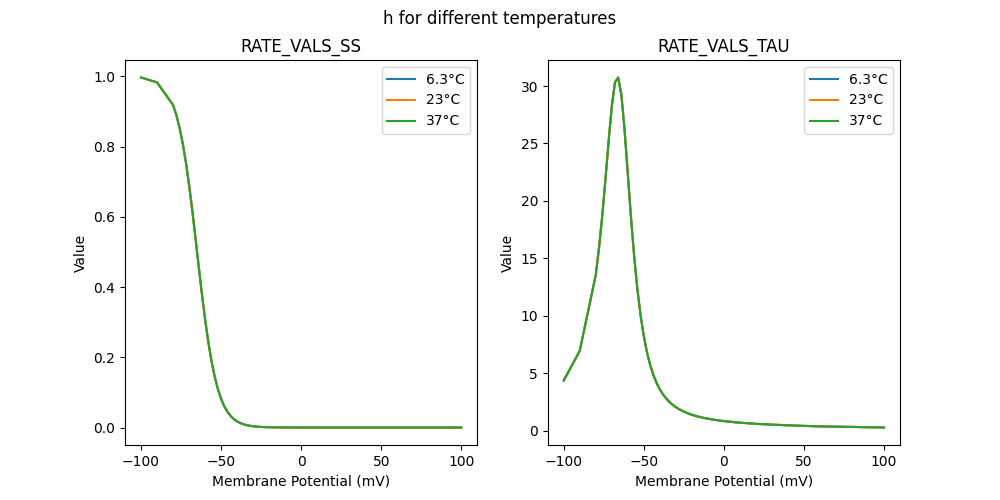 h for different temperatures
RATE_VALS_SS
1.0
0.8
0.6
0.4
0.2
0.0
Value
−100
−50
0
50
100
Membrane Potential (mV)
6.3°C
23°C
37°C
RATE_VALS_TAU
30
25
20
15
10
5
0
Value
−100
−50
0
50
100
Membrane Potential (mV)
6.3°C
23°C
37°C